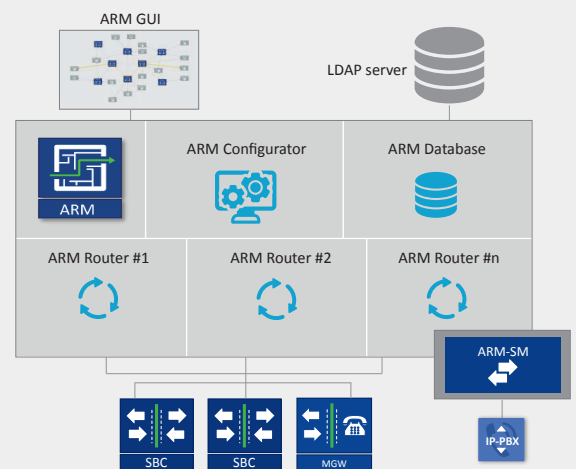 ARM GUI
LDAP server
ARM
ARM Configurator
ARM Database
ARM Router #1
ARM Router #2
ARM Router #n
ARM-SM
SBC
SBC
MGW
IP-PBX